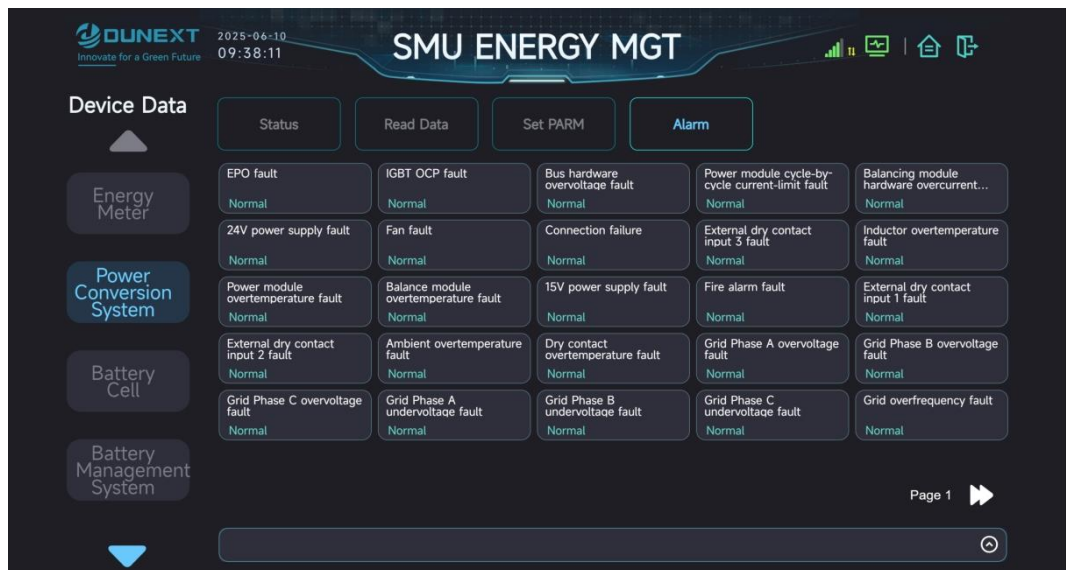 DUNEXT
Innovate for a Green Future
2025-06-10
09:38:11
SMU ENERGY MGT
Device Data
Status
Read Data
Set PARM
Alarm
Energy
Meter
Power
Conversion
System
Battery
Cell
Battery
Management
System
EPO fault
Normal
IGBT OCP fault
Normal
Bus hardware
overvoltage fault
Normal
Power module cycle-by-
cycle current-limit fault
Normal
Balancing module
hardware overcurrent...
Normal
24V power supply fault
Normal
Fan fault
Normal
Connection failure
Normal
External dry contact
input 3 fault
Normal
Inductor overtemperature
fault
Normal
Power module
overtemperature fault
Normal
Balance module
overtemperature fault
Normal
15V power supply fault
Normal
Fire alarm fault
Normal
External dry contact
input 1 fault
Normal
External dry contact
input 2 fault
Normal
Ambient overtemperature
fault
Normal
Dry contact
overtemperature fault
Normal
Grid Phase A overvoltage
fault
Normal
Grid Phase B overvoltage
fault
Normal
Grid Phase C overvoltage
fault
Normal
Grid Phase A
undervoltage fault
Normal
Grid Phase B
undervoltage fault
Normal
Grid Phase C
undervoltage fault
Normal
Grid overfrequency fault
Normal
Page 1